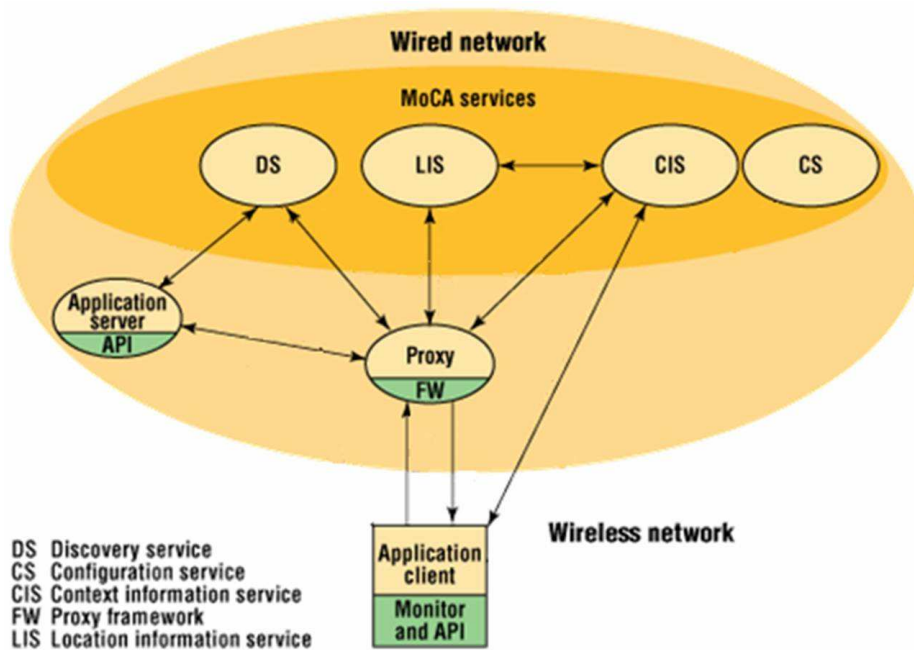 Wired network
MoCA services
DS
LIS
CIS
CS
Application
server
API
Proxy
FW
Wireless network
Application
client
Monitor
and API
DS Discovery service
CS Configuration service
CIS Context information service
FW Proxy framework
LIS Location information service